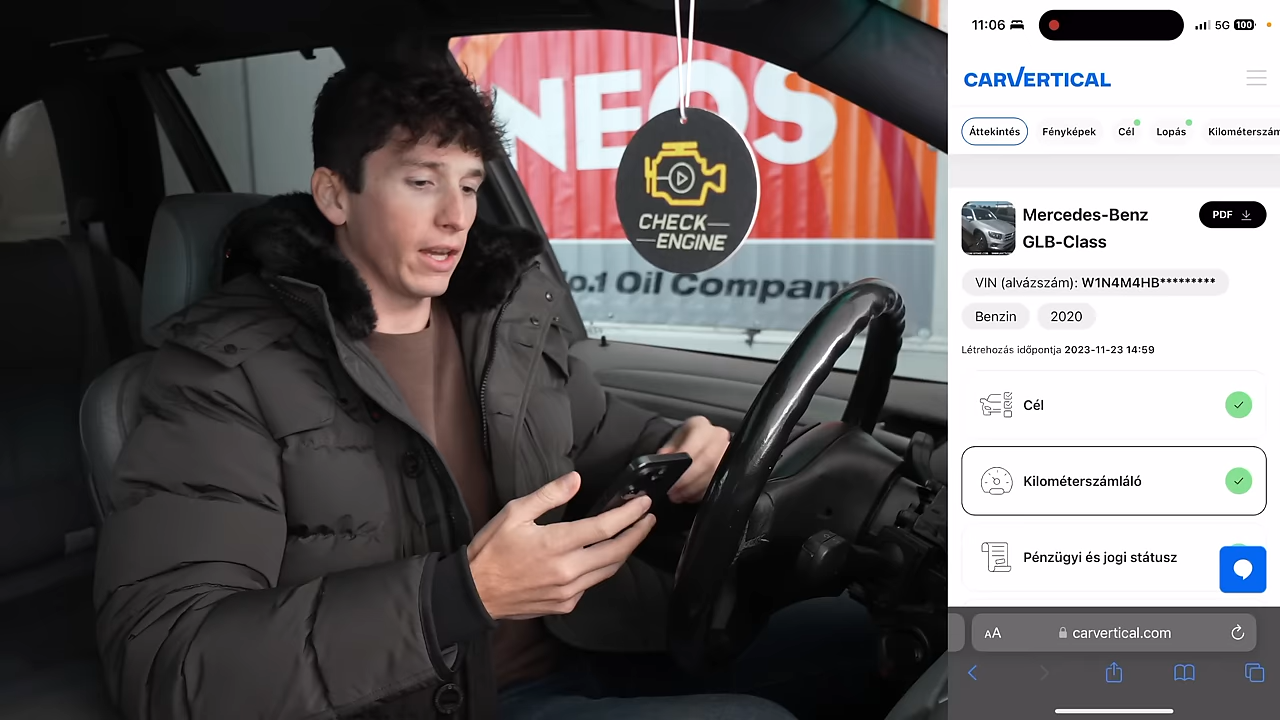 NEOS
No.1 Oil Company
CHECK
ENGINE
11:06
5G
100
CARVERTICAL
Áttekintés
Fényképek
Cél
Lopás
Kilométerszám
Mercedes-Benz
GLB-Class
PDF
VIN (alvázszám): W1N4M4HB*********
Benzin
2020
Létrehozás időpontja 2023-11-23 14:59
Cél
Kilométerszámláló
Pénzügyi és jogi státusz
AA
carvertical.com